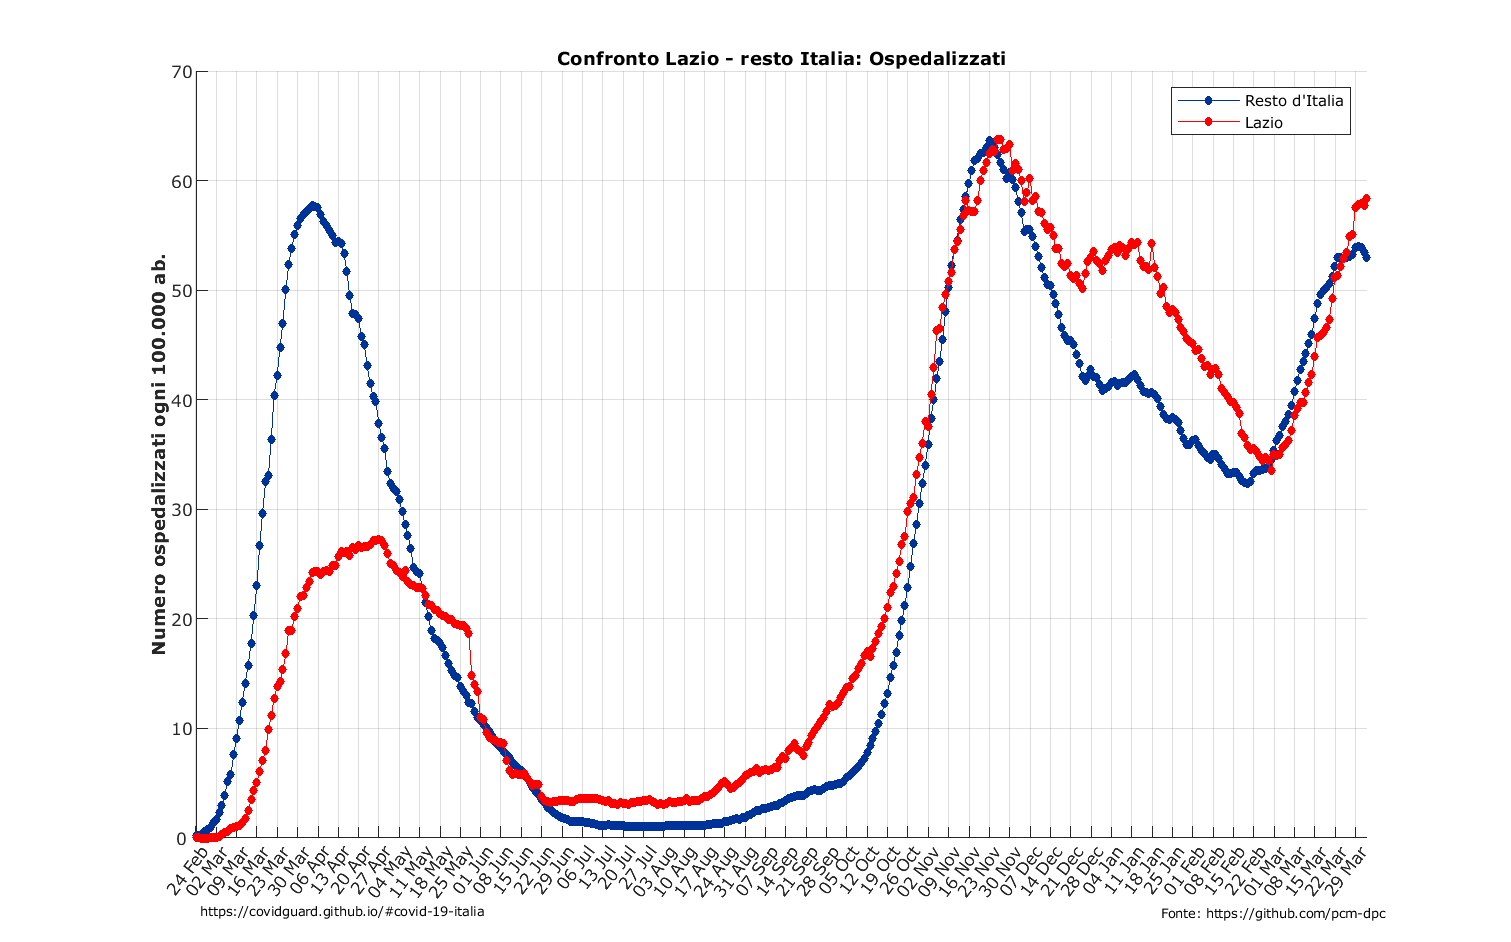 Confronto Lazio - resto Italia: Ospedalizzati
Resto d'Italia
Lazio
Numero ospedalizzati ogni 100.000 ab.
70
60
50
40
30
20
10
0
24 Feb
02 Mar
09 Mar
16 Mar
23 Mar
30 Mar
06 Apr
13 Apr
20 Apr
27 Apr
04 May
11 May
18 May
25 May
01 Jun
08 Jun
15 Jun
22 Jun
29 Jun
06 Jul
13 Jul
20 Jul
27 Jul
03 Aug
10 Aug
17 Aug
24 Aug
31 Aug
07 Sep
14 Sep
21 Sep
28 Sep
05 Oct
12 Oct
19 Oct
26 Oct
02 Nov
09 Nov
16 Nov
23 Nov
30 Nov
07 Dec
14 Dec
21 Dec
28 Dec
04 Jan
11 Jan
18 Jan
25 Jan
01 Feb
08 Feb
15 Feb
22 Feb
01 Mar
08 Mar
15 Mar
22 Mar
29 Mar
https://covidguard.github.io/#covid-19-italia
Fonte: https://github.com/pcm-dpc